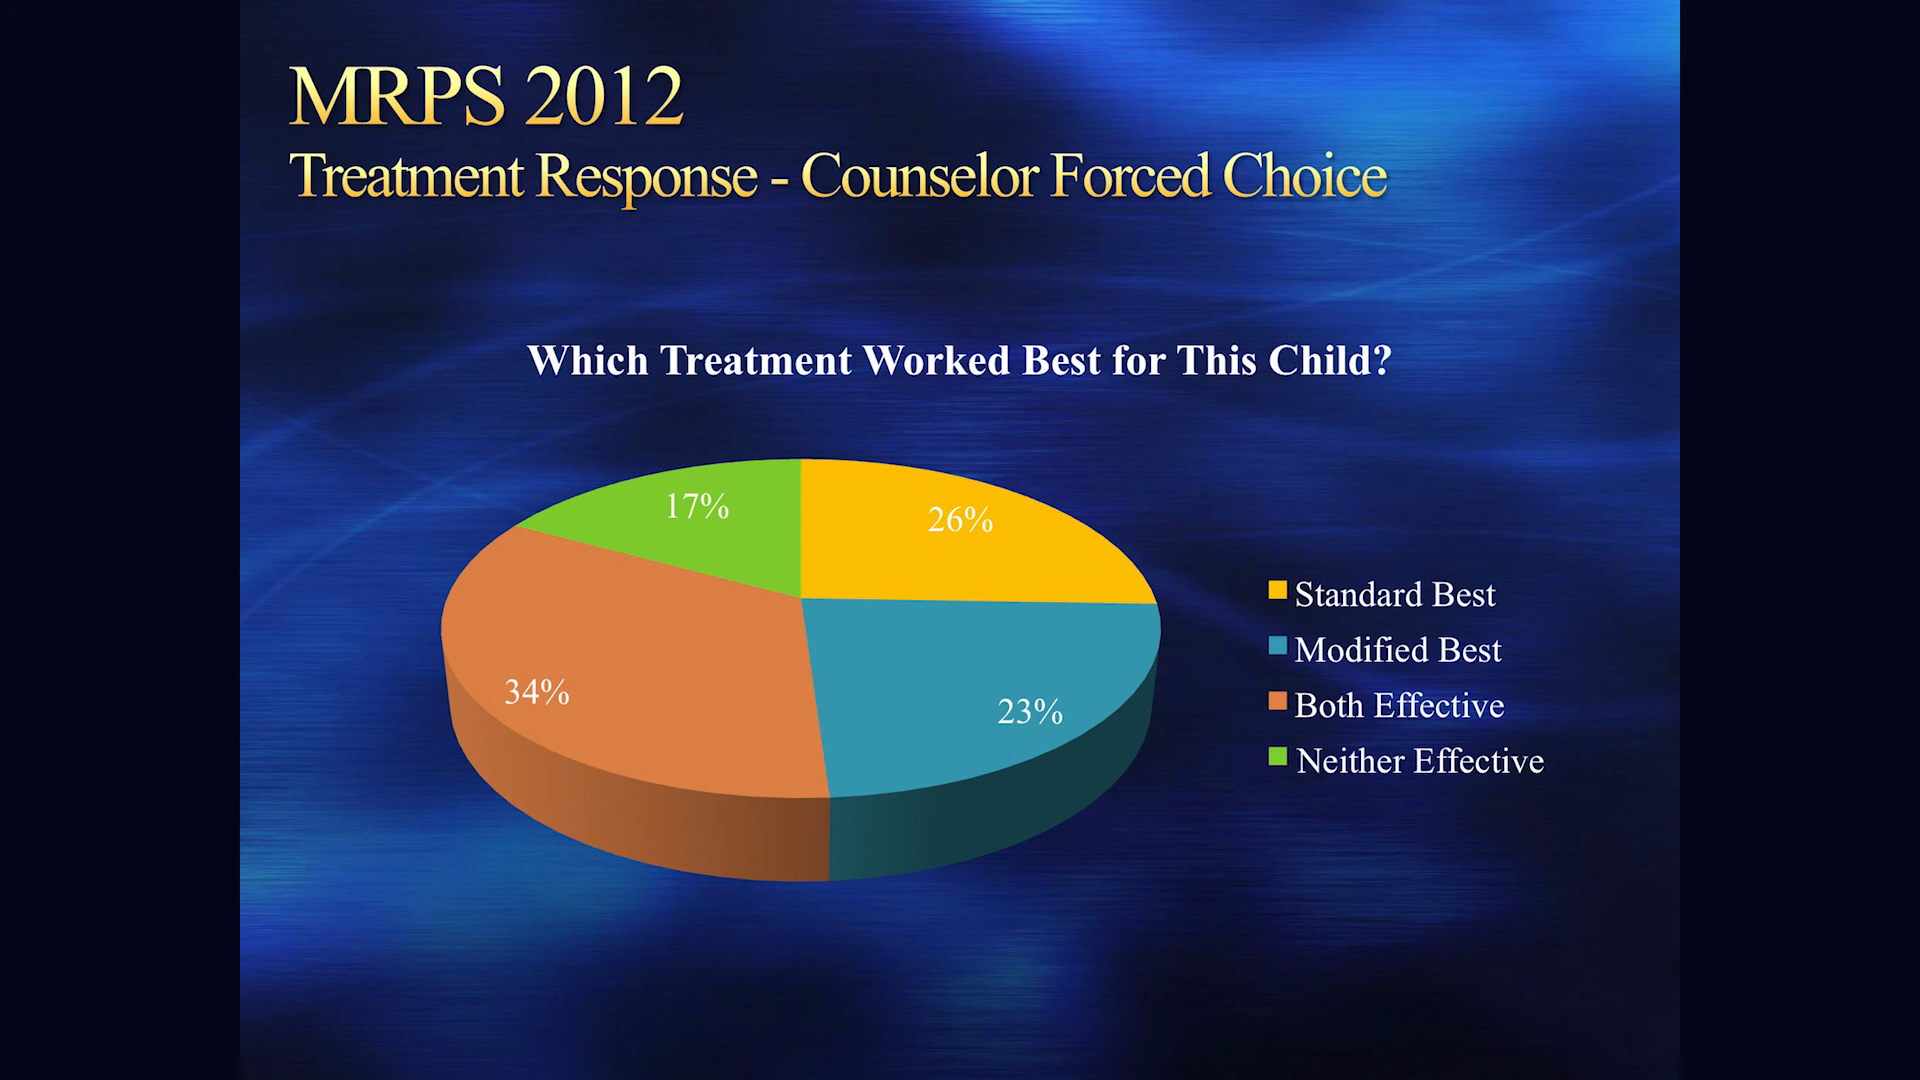 MRPS 2012
Treatment Response - Counselor Forced Choice
Which Treatment Worked Best for This Child?
17%
26%
34%
23%
Standard Best
Modified Best
Both Effective
Neither Effective